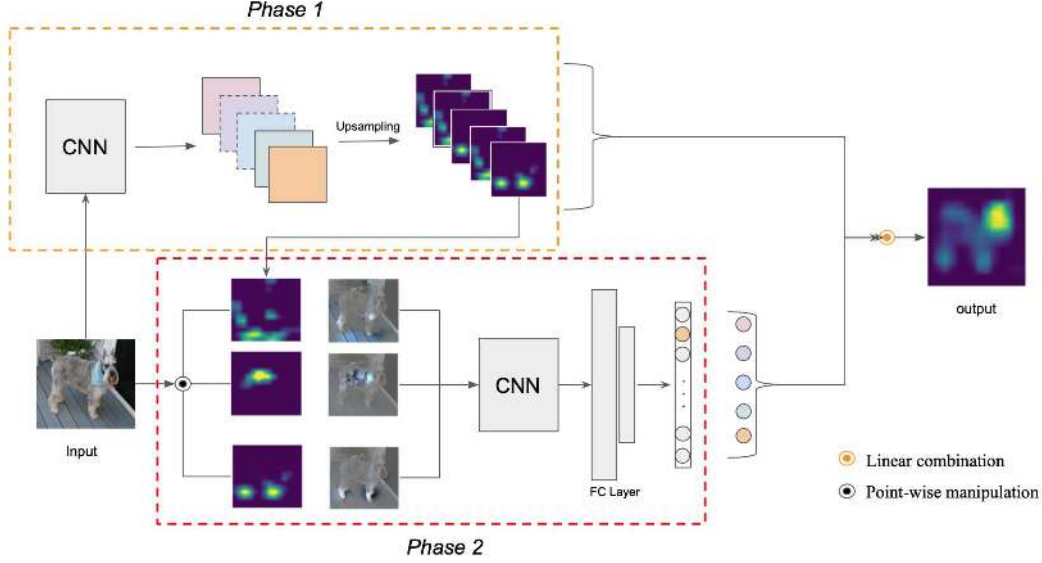 Phase 1
CNN
Upsampling
output
Input
CNN
FC Layer
Linear combination
Point-wise manipulation
Phase 2